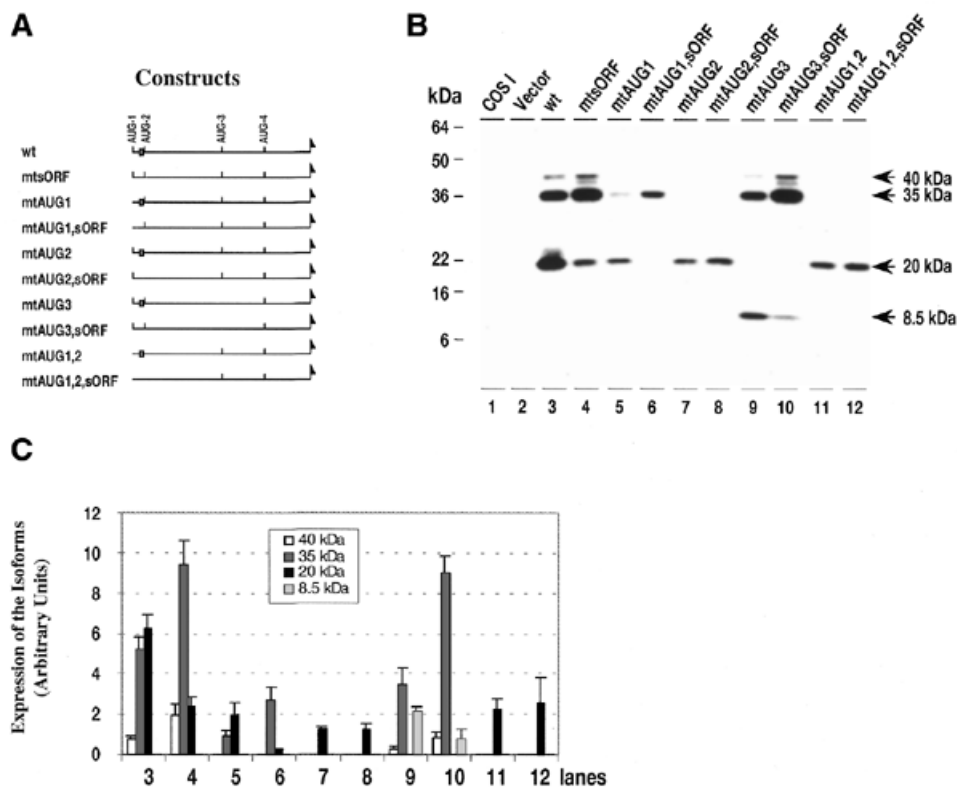 A
Constructs
AUG-1
AUG-2
AUG-3
AUG-4
wt
mtsORF
mtAUG1
mtAUG1,sORF
mtAUG2
mtAUG2,sORF
mtAUG3
mtAUG3,sORF
mtAUG1,2
mtAUG1,2,sORF
B
kDa
COS I
Vector
wt
mtsORF
mtAUG1
mtAUG1,sORF
mtAUG2
mtAUG2,sORF
mtAUG3
mtAUG3,sORF
mtAUG1,2
mtAUG1,2,sORF
64
50
36
22
16
6
40 kDa
35 kDa
20 kDa
8.5 kDa
1 2 3 4 5 6 7 8 9 10 11 12
C
Expression of the Isoforms
(Arbitrary Units)
12
10
8
6
4
2
0
40 kDa
35 kDa
20 kDa
8.5 kDa
3 4 5 6 7 8 9 10 11 12 lanes